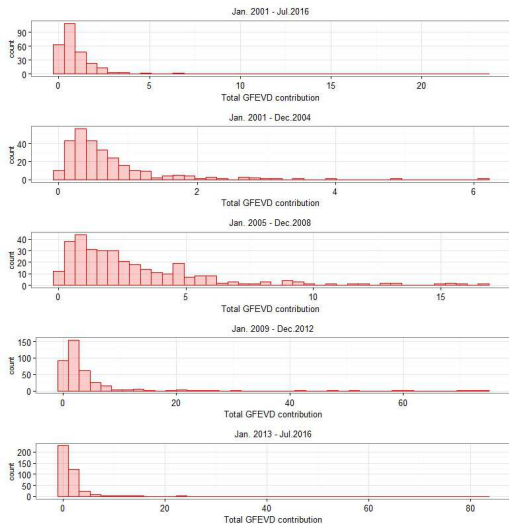 Jan. 2001 - Jul.2016
count
90
60
30
0
0 5 10 15 20
Total GFEVD contribution
Jan. 2001 - Dec.2004
count
40
20
0
0 2 4 6
Total GFEVD contribution
Jan. 2005 - Dec.2008
count
40
30
20
10
0
0 5 10 15
Total GFEVD contribution
Jan. 2009 - Dec.2012
count
150
100
50
0
0 20 40 60
Total GFEVD contribution
Jan. 2013 - Jul.2016
count
200
150
100
50
0
0 20 40 60 80
Total GFEVD contribution